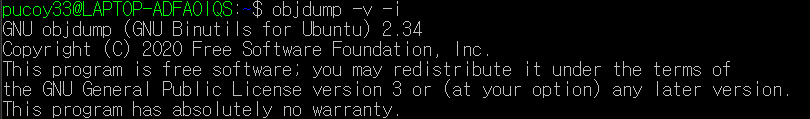 pucoy33@LAPTOP-ADFAOIQS:~$ objdump -v -i
GNU objdump (GNU Binutils for Ubuntu) 2.34
Copyright (C) 2020 Free Software Foundation, Inc.
This program is free software; you may redistribute it under the terms of
the GNU General Public License version 3 or (at your option) any later version.
This program has absolutely no warranty.